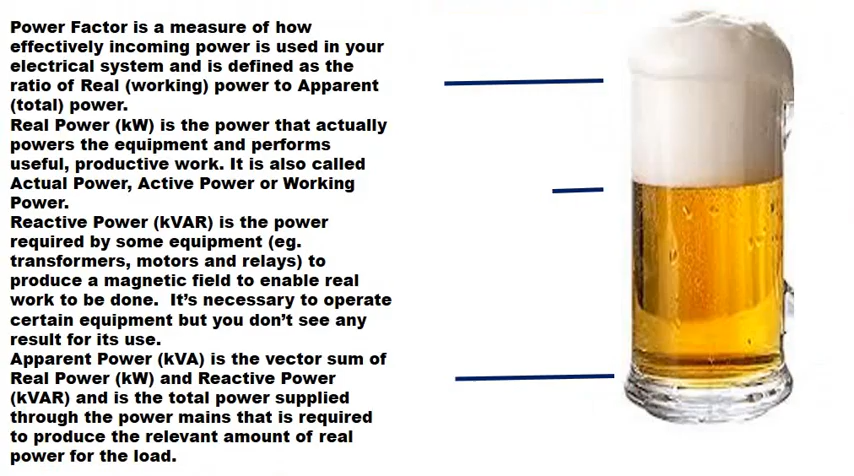 Power Factor is a measure of how
effectively incoming power is used in your
electrical system and is defined as the
ratio of Real (working) power to Apparent
(total) power.
Real Power (kW) is the power that actually
powers the equipment and performs
useful, productive work. It is also called
Actual Power, Active Power or Working
Power.
Reactive Power (kVAR) is the power
required by some equipment (eg.
transformers, motors and relays) to
produce a magnetic field to enable real
work to be done.  It’s necessary to operate
certain equipment but you don’t see any
result for its use.
Apparent Power (kVA) is the vector sum of
Real Power (kW) and Reactive Power
(kVAR) and is the total power supplied
through the power mains that is required
to produce the relevant amount of real
power for the load.